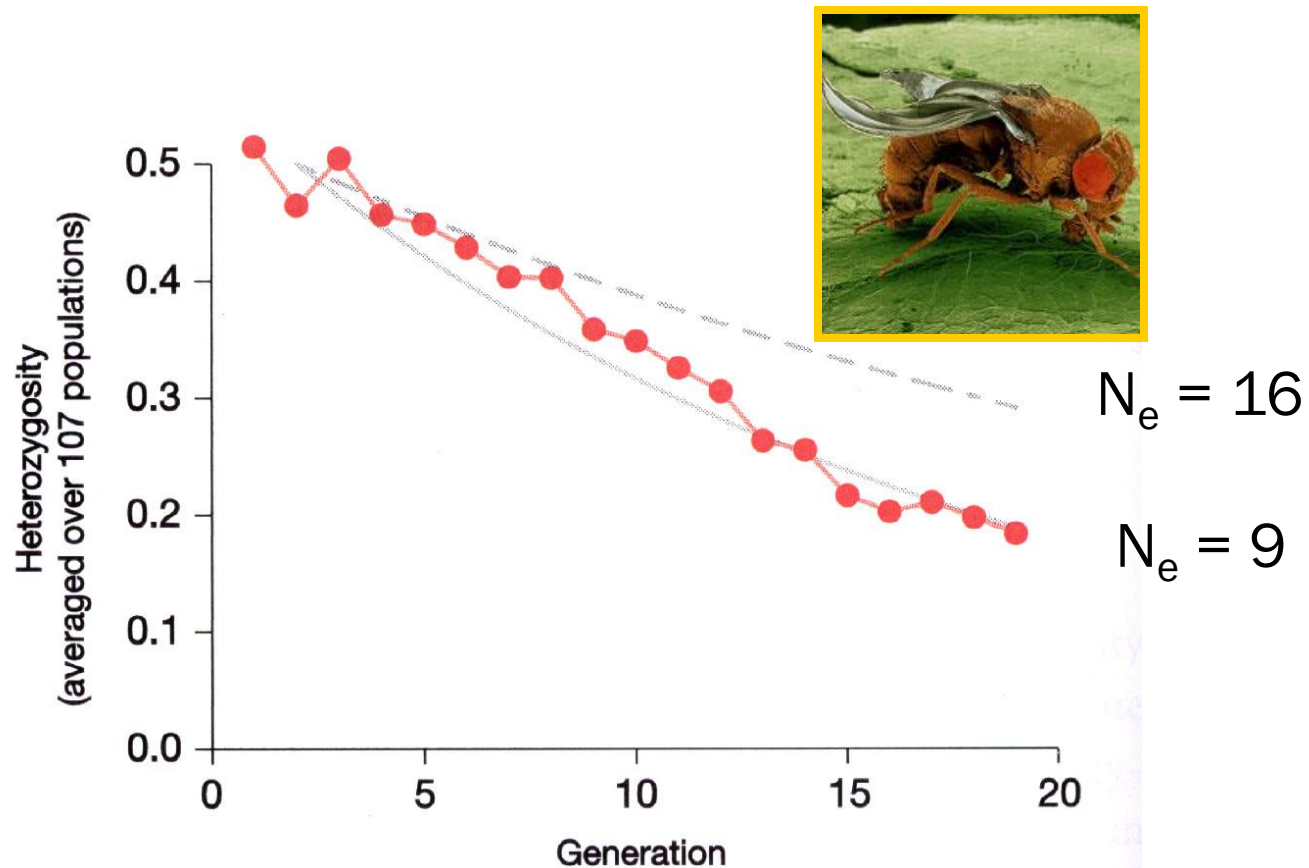 Heterozygosity
(averaged over 107 populations)
0.5
0.4
0.3
0.2
0.1
0.0
0
5
10
15
20
Generation
Ne = 16
Ne = 9